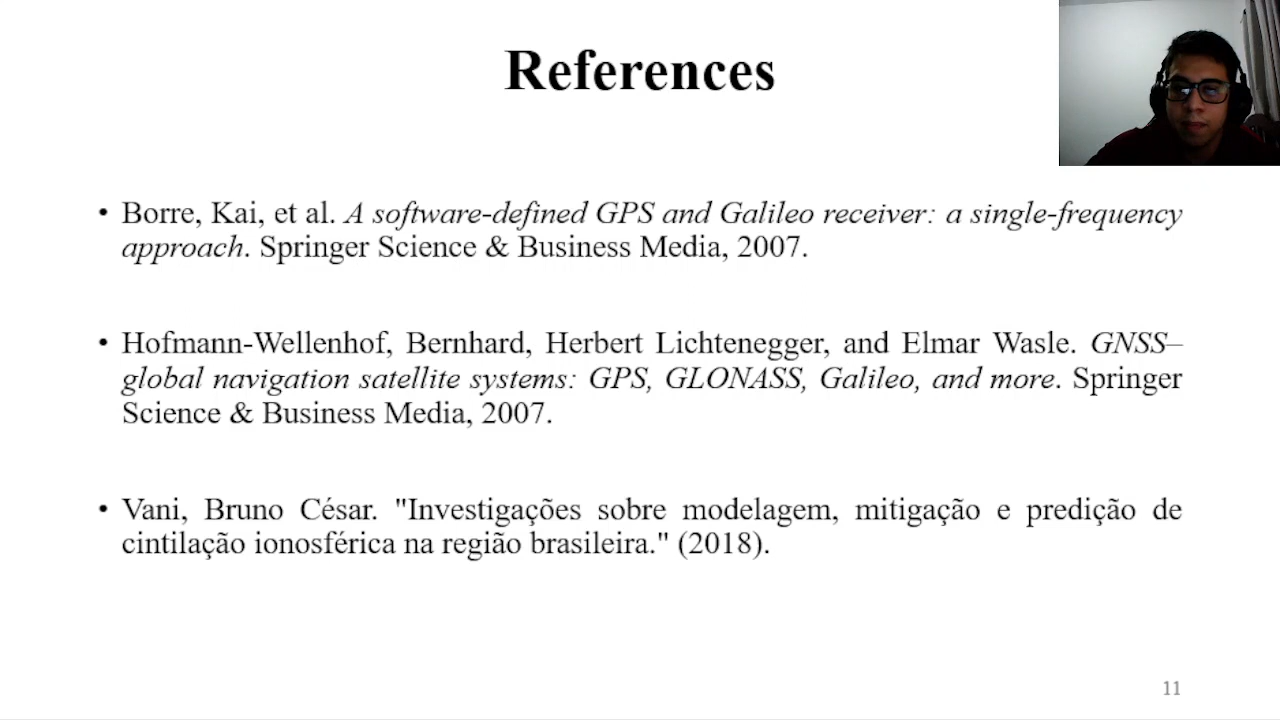 References
• Borre, Kai, et al. A software-defined GPS and Galileo receiver: a single-frequency
approach. Springer Science & Business Media, 2007.
• Hofmann-Wellenhof, Bernhard, Herbert Lichtenegger, and Elmar Wasle. GNSS–
global navigation satellite systems: GPS, GLONASS, Galileo, and more. Springer
Science & Business Media, 2007.
• Vani, Bruno César. "Investigações sobre modelagem, mitigação e predição de
cintilação ionosférica na região brasileira." (2018).
11